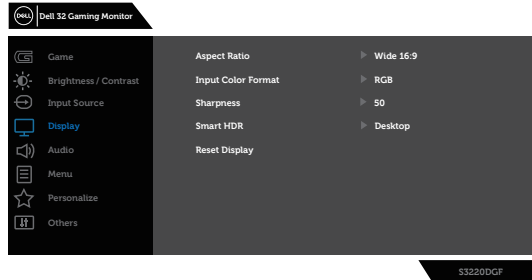 DELL Dell 32 Gaming Monitor
Game
Brightness / Contrast
Input Source
Display
Audio
Menu
Personalize
Others
Aspect Ratio Wide 16:9
Input Color Format RGB
Sharpness 50
Smart HDR Desktop
Reset Display
S3220DGF